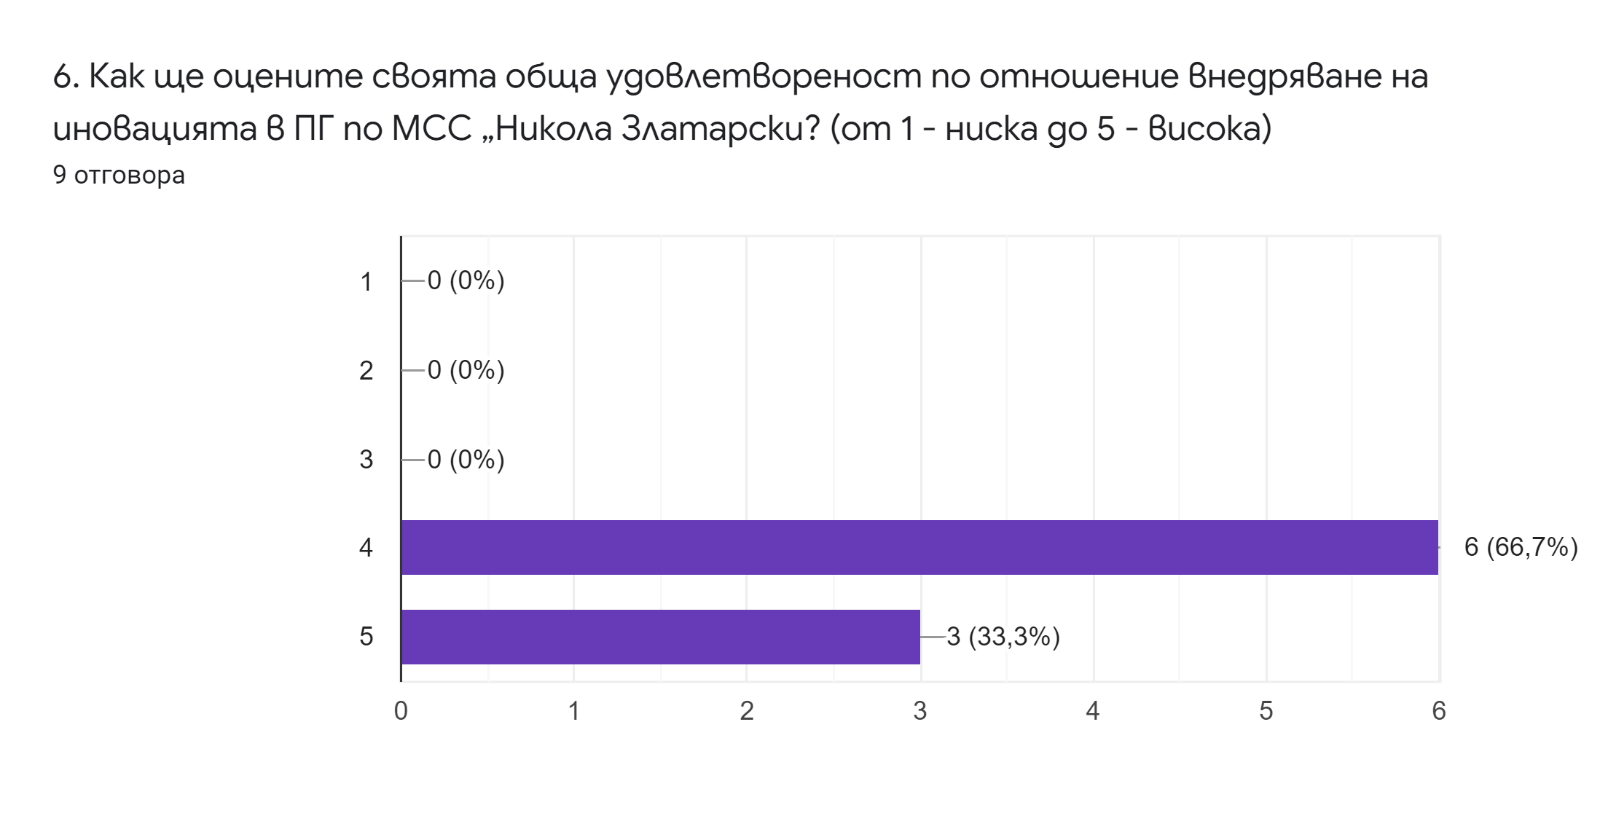 6. Как ще оцените своята обща удовлетвореност по отношение внедряване на
иновацията в ПГ по МСС „Никола Златарски? (от 1 - ниска до 5 - висока)
9 отговора
1 0 (0%)
2 0 (0%)
3 0 (0%)
4 6 (66,7%)
5 3 (33,3%)
0 1 2 3 4 5 6